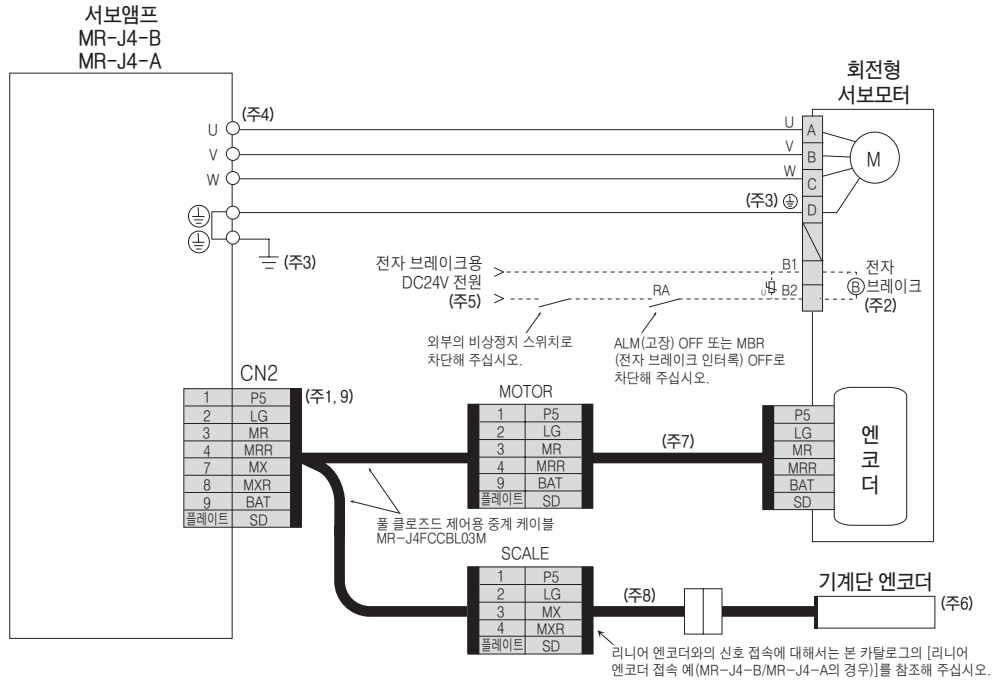 서보앰프
MR-J4-B
MR-J4-A
회전형
서보모터
U
(주4)
U
A
V
V
B
M
W
W
C
(주3)
D
(주3)
전자 브레이크용
DC24V 전원
(주5)
B1
U
B2
RA
전자
B
브레이크
(주2)
외부의 비상정지 스위치로
차단해 주십시오.
ALM(고장) OFF 또는 MBR
(전자 브레이크 인터록) OFF로
차단해 주십시오.
CN2
(주1, 9)
1 P5
2 LG
3 MR
4 MRR
7 MX
8 MXR
9 BAT
플레이트 SD
MOTOR
1 P5
2 LG
3 MR
4 MRR
9 BAT
플레이트 SD
(주7)
P5
LG
MR
MRR
BAT
SD
엔
코
더
풀 클로즈드 제어용 중계 케이블
MR-J4FCCBL03M
SCALE
1 P5
2 LG
3 MX
4 MXR
플레이트 SD
(주8)
기계단 엔코더
(주6)
리니어 엔코더와의 신호 접속에 대해서는 본 카탈로그의 [리니어
엔코더 접속 예(MR-J4-B/MR-J4-A의 경우)]를 참조해 주십시오.